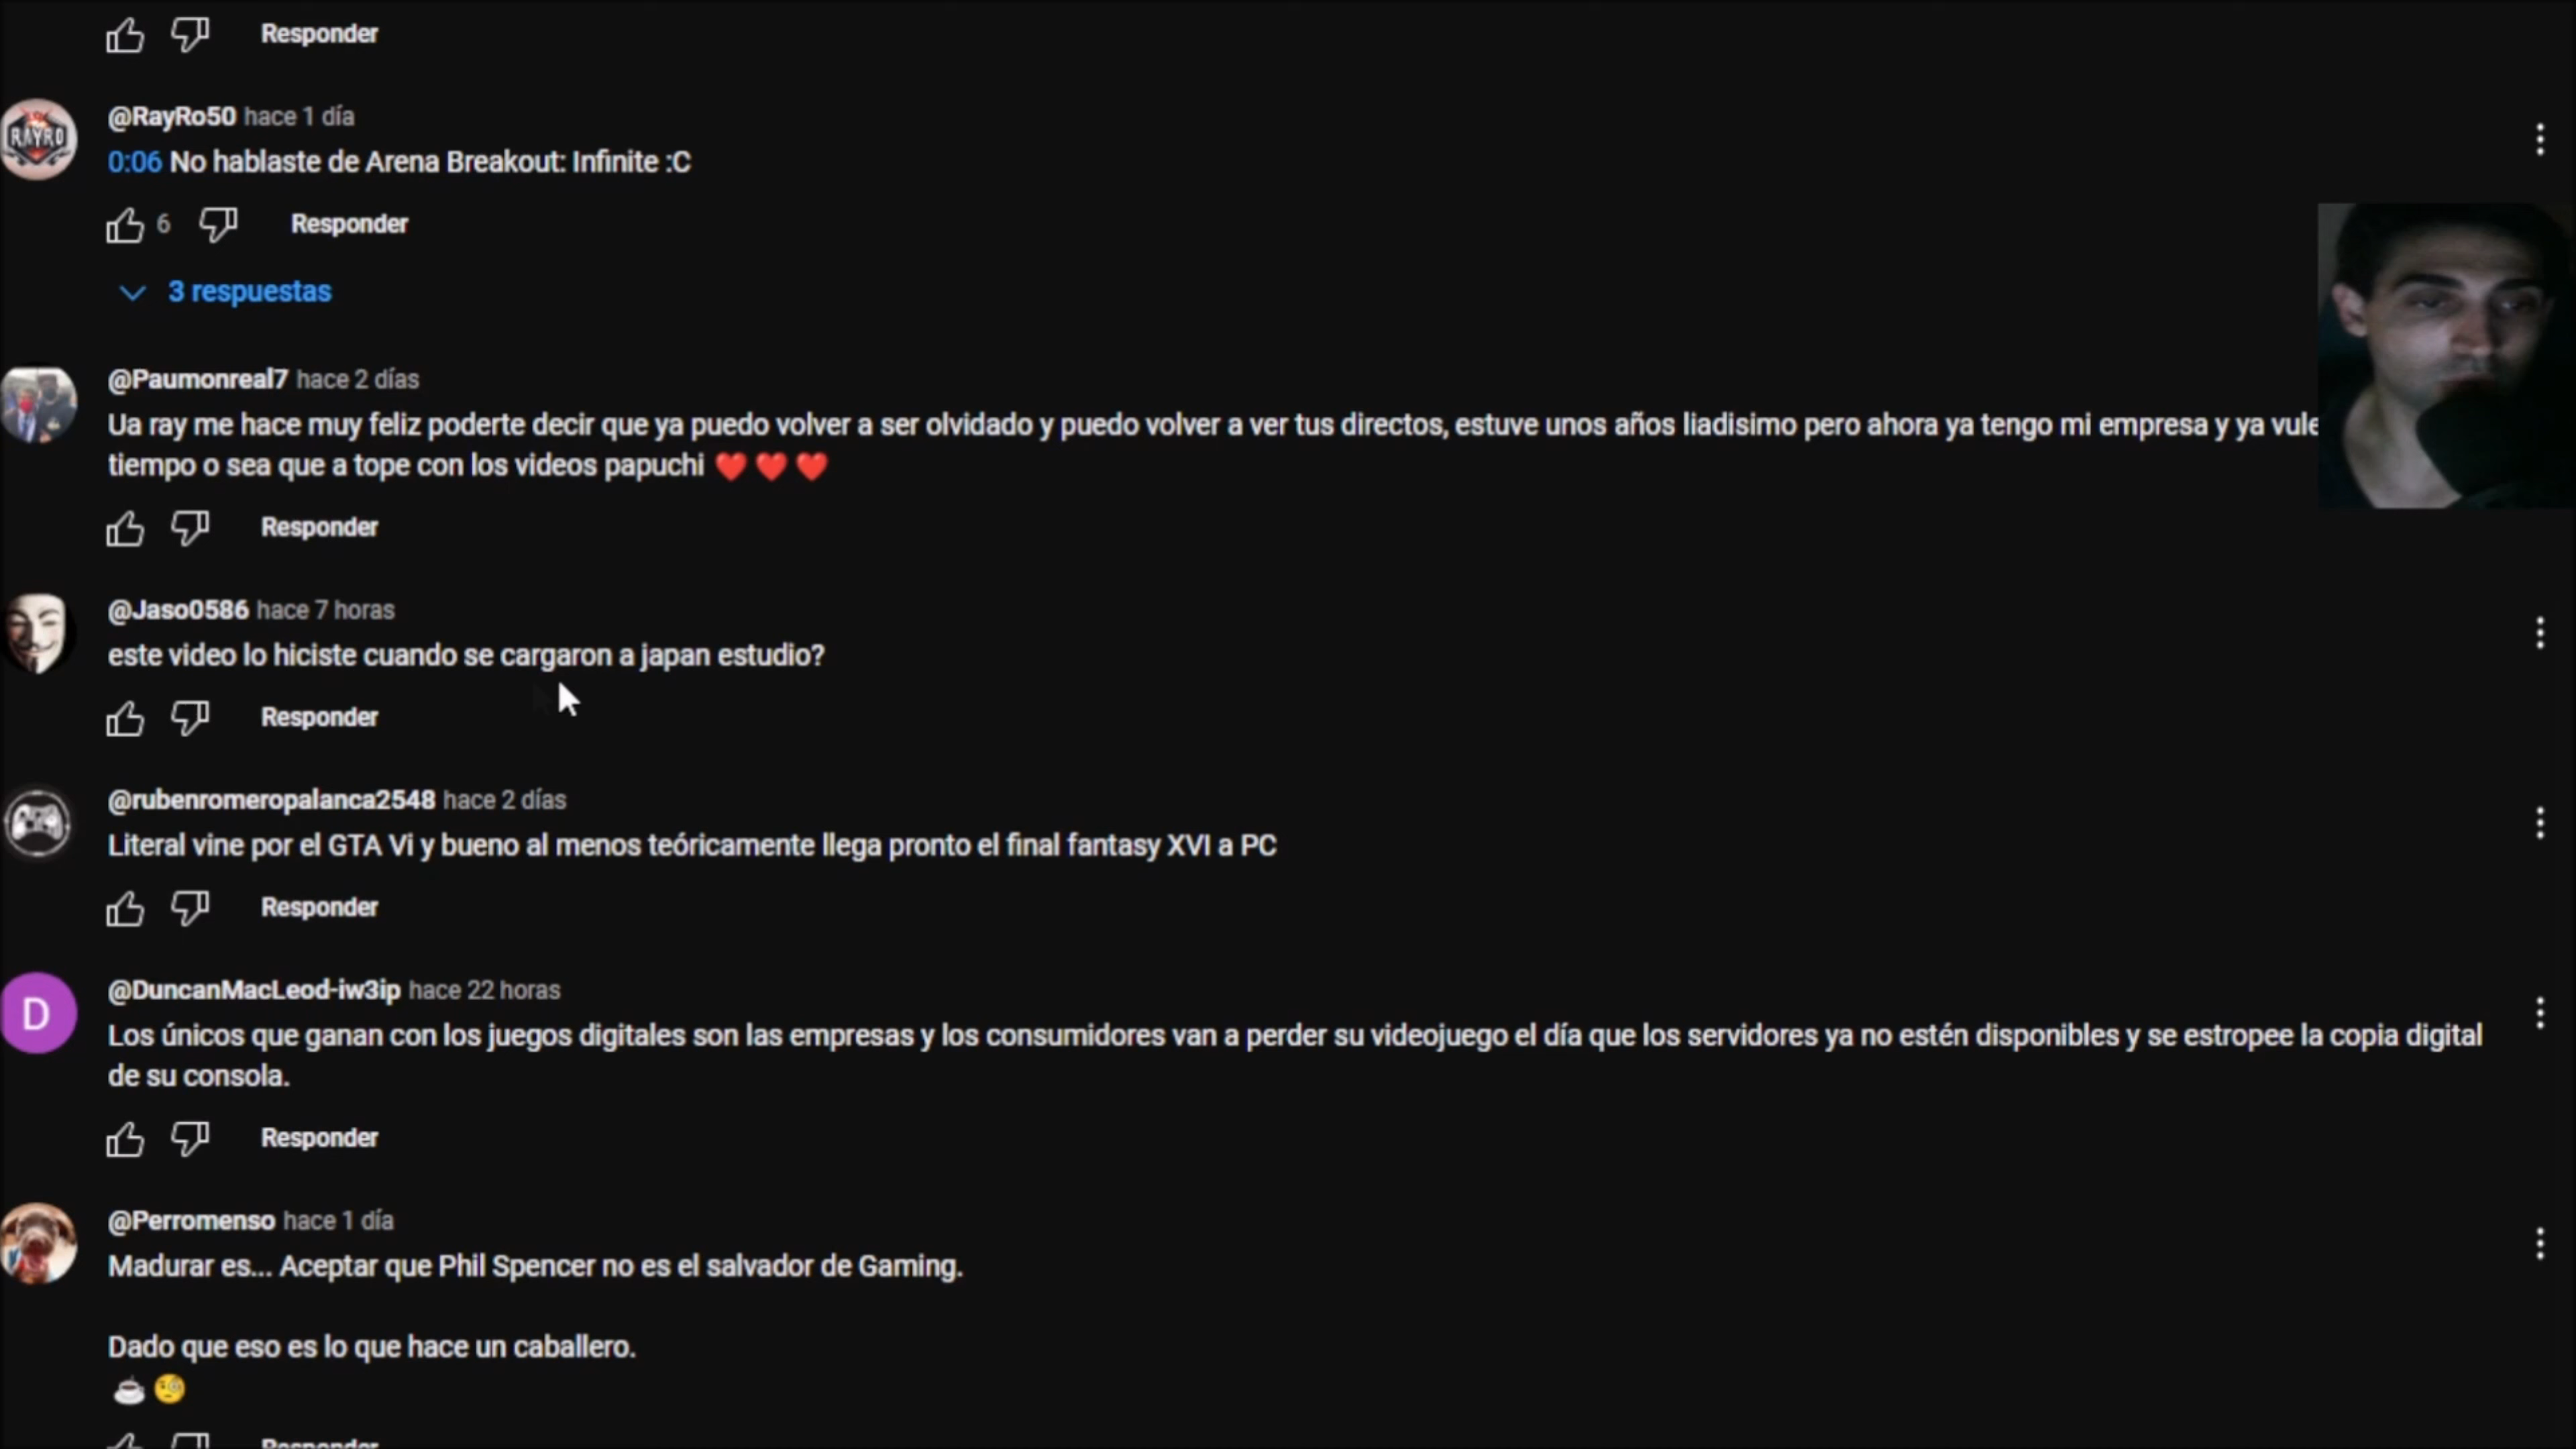 Responder
@RayRo50 hace 1 día
RAYRO
0:06 No hablaste de Arena Breakout: Infinite :C
6 Responder
3 respuestas
@Paumonreal7 hace 2 días
Ua ray me hace muy feliz poderte decir que ya puedo volver a ser olvidado y puedo volver a ver tus directos, estuve unos años liadisimo pero ahora ya tengo mi empresa y ya vule
tiempo o sea que a tope con los videos papuchi ❤️ ❤️ ❤️
Responder
@Jaso0586 hace 7 horas
este video lo hiciste cuando se cargaron a japan estudio?
Responder
@rubenromeropalanca2548 hace 2 días
Literal vine por el GTA Vi y bueno al menos teóricamente llega pronto el final fantasy XVI a PC
Responder
D
@DuncanMacLeod-iw3ip hace 22 horas
Los únicos que ganan con los juegos digitales son las empresas y los consumidores van a perder su videojuego el día que los servidores ya no estén disponibles y se estropee la copia digital
de su consola.
Responder
@Perromenso hace 1 día
Madurar es... Aceptar que Phil Spencer no es el salvador de Gaming.
Dado que eso es lo que hace un caballero.
☕ 🧐
Responder